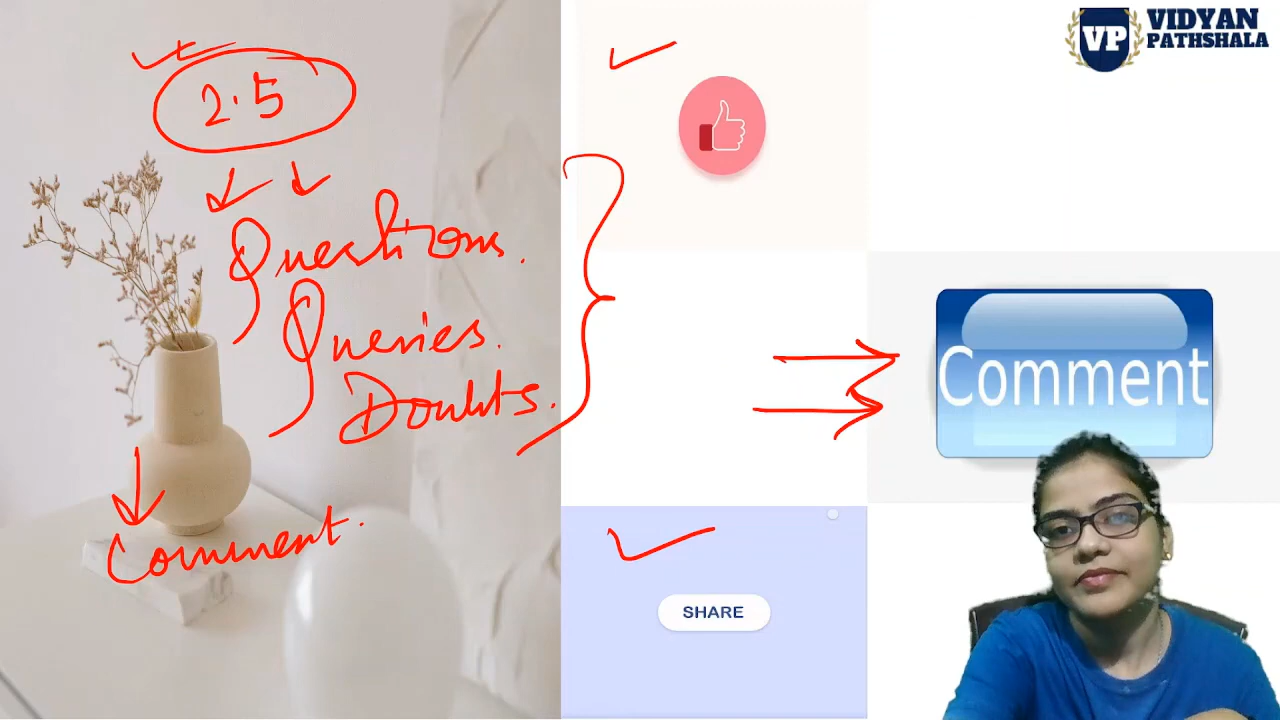 2.5
Questions.
Queries.
Doubts.
Comment.
VP
VIDYAN
PATHSHALA
Comment
SHARE